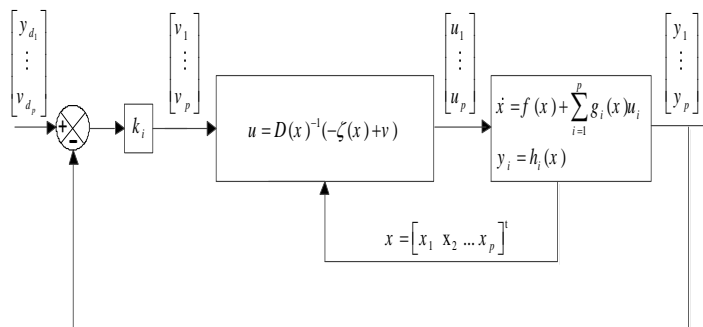 [y_{d_1} ⋮ v_{d_p}]
[v_1 ⋮ v_p]
[u_1 ⋮ u_p]
[y_1 ⋮ y_p]
+
-
k_i
u = D(x)^{-1}(-ζ(x)+v)
ẋ = f(x) + \sum_{i=1}^{p} g_i(x)u_i
y_i = h_i(x)
x = [x_1 x_2 ... x_p]^t